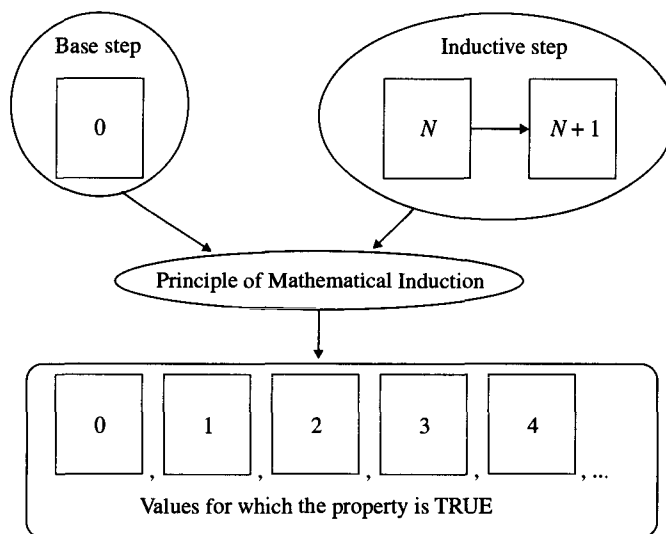 Base step
Inductive step
0
N
N + 1
Principle of Mathematical Induction
0 , 1 , 2 , 3 , 4 , ...
Values for which the property is TRUE